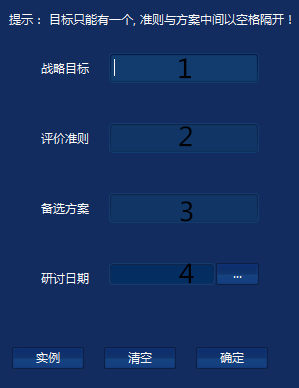 提示： 目标只能有一个, 准则与方案中间以空格隔开！
战略目标 1
评价准则 2
备选方案 3
研讨日期 4 ...
实例 清空 确定